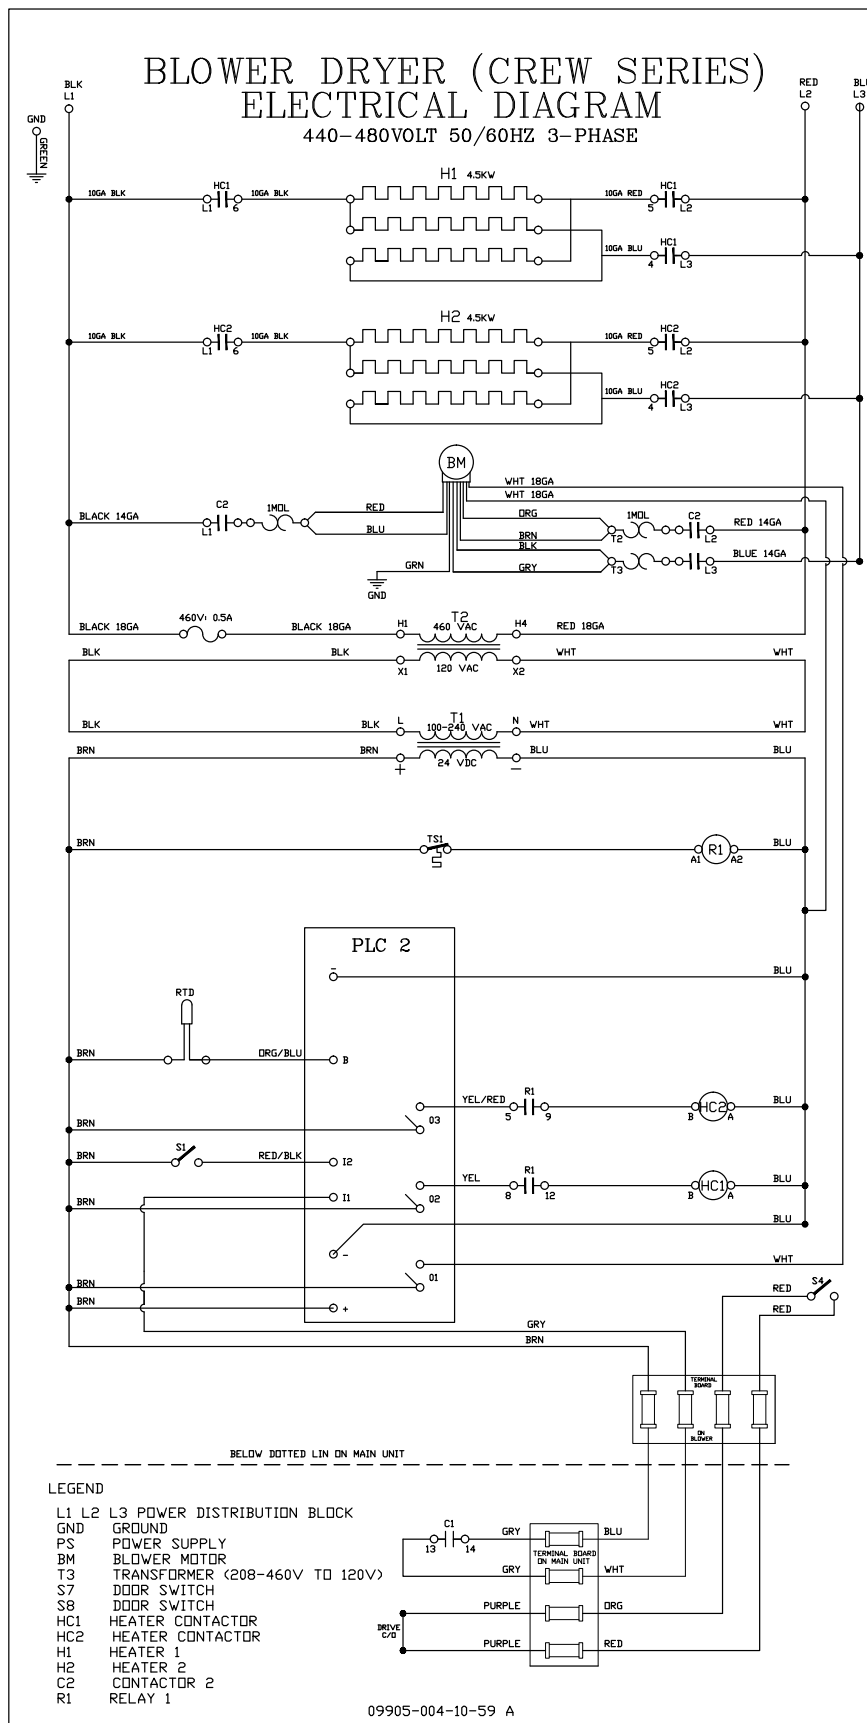 BLOWER DRYER (CREW SERIES)
ELECTRICAL DIAGRAM
440-480VOLT 50/60HZ 3-PHASE
BLK
L1
RED
L2
BLU
L3
GND
GREEN
H1 4.5KW
10GA BLK
HC1
L1 6
10GA BLK
10GA RED
HC1
5 L2
10GA BLU
HC1
4 L3
H2 4.5KW
10GA BLK
HC2
L1 6
10GA BLK
10GA RED
HC2
5 L2
10GA BLU
HC2
4 L3
BM
WHT 18GA
WHT 18GA
BLACK 14GA
C2
L1
1MOL
RED
BLU
ORG
BRN
BLK
GRY
GRN
GND
T2
1MOL
C2
L2
RED 14GA
T3
L3
BLUE 14GA
BLACK 18GA
460V: 0.5A
BLACK 18GA
H1
T2
460 VAC
H4
RED 18GA
BLK
BLK
X1
120 VAC
X2
WHT
WHT
BLK
BLK
L
T1
100-240 VAC
N
WHT
WHT
BRN
BRN
+
24 VDC
-
BLU
BLU
BRN
TS1
A1
R1
A2
BLU
PLC 2
-
BLU
RTD
BRN
ORG/BLU
B
YEL/RED
R1
5 9
B
HC2
A
BLU
BRN
O3
BRN
S1
RED/BLK
I2
YEL
R1
8 12
B
HC1
A
BLU
I1
BRN
O2
BLU
-
WHT
BRN
O1
BRN
+
RED
S4
RED
GRY
BRN
TERMINAL
BOARD
ON
BLOWER
BELOW DOTTED LIN ON MAIN UNIT
LEGEND
L1 L2 L3 POWER DISTRIBUTION BLOCK
GND GROUND
PS POWER SUPPLY
BM BLOWER MOTOR
T3 TRANSFORMER (208-460V TO 120V)
S7 DOOR SWITCH
S8 DOOR SWITCH
HC1 HEATER CONTACTOR
HC2 HEATER CONTACTOR
H1 HEATER 1
H2 HEATER 2
C2 CONTACTOR 2
R1 RELAY 1
C1
13 14
GRY
BLU
TERMINAL BOARD
ON MAIN UNIT
GRY
WHT
PURPLE
ORG
DRIVE
C/O
PURPLE
RED
09905-004-10-59 A